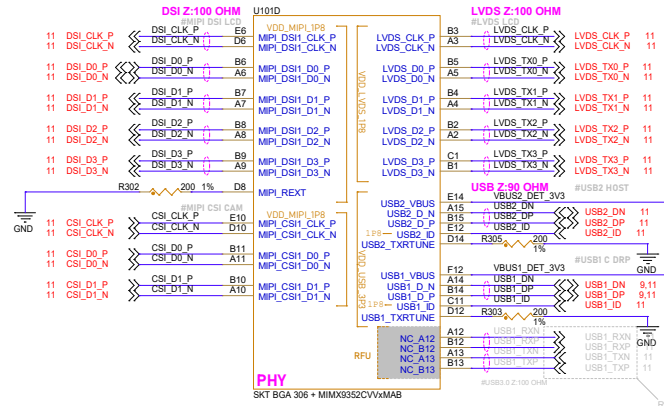 DSI Z:100 OHM
U101D
LVDS Z:100 OHM
#MIPI DSI LCD
#LVDS LCD
VDD_MIPI_1P8
11 DSI_CLK_P DSI_CLK_P E6 MIPI_DSI1_CLK_P LVDS_CLK_P B3 LVDS_CLK_P LVDS_CLK_P 11
11 DSI_CLK_N DSI_CLK_N D6 MIPI_DSI1_CLK_N LVDS_CLK_N A3 LVDS_CLK_N LVDS_CLK_N 11
11 DSI_D0_P DSI_D0_P B6 MIPI_DSI1_D0_P LVDS_D0_P B5 LVDS_TX0_P LVDS_TX0_P 11
11 DSI_D0_N DSI_D0_N A6 MIPI_DSI1_D0_N LVDS_D0_N A5 LVDS_TX0_N LVDS_TX0_N 11
VDD_LVDS_1P8
11 DSI_D1_P DSI_D1_P B7 MIPI_DSI1_D1_P LVDS_D1_P B4 LVDS_TX1_P LVDS_TX1_P 11
11 DSI_D1_N DSI_D1_N A7 MIPI_DSI1_D1_N LVDS_D1_N A4 LVDS_TX1_N LVDS_TX1_N 11
11 DSI_D2_P DSI_D2_P B8 MIPI_DSI1_D2_P LVDS_D2_P B2 LVDS_TX2_P LVDS_TX2_P 11
11 DSI_D2_N DSI_D2_N A8 MIPI_DSI1_D2_N LVDS_D2_N A2 LVDS_TX2_N LVDS_TX2_N 11
11 DSI_D3_P DSI_D3_P B9 MIPI_DSI1_D3_P LVDS_D3_P C1 LVDS_TX3_P LVDS_TX3_P 11
11 DSI_D3_N DSI_D3_N A9 MIPI_DSI1_D3_N LVDS_D3_N B1 LVDS_TX3_N LVDS_TX3_N 11
USB Z:90 OHM
#USB2 HOST
R302 200 1% D8 MIPI_REXT
GND
USB2_VBUS E14 VBUS2_DET_3V3
#MIPI CSI CAM
VDD_MIPI_1P8
USB2_D_N A15 USB2_DN USB2_DN 11
11 CSI_CLK_P CSI_CLK_P E10 MIPI_CSI1_CLK_P USB2_D_P B15 USB2_DP USB2_DP 11
11 CSI_CLK_N CSI_CLK_N D10 MIPI_CSI1_CLK_N 1P8 USB2_ID E12 USB2_ID USB2_ID 11
USB2_TXRTUNE D14 R305 200 1%
GND
VDD_USB_3P3
11 CSI_D0_P CSI_D0_P B11 MIPI_CSI1_D0_P
11 CSI_D0_N CSI_D0_N A11 MIPI_CSI1_D0_N
#USB1 C DRP
USB1_VBUS F12 VBUS1_DET_3V3
11 CSI_D1_P CSI_D1_P B10 MIPI_CSI1_D1_P USB1_D_N A14 USB1_DN USB1_DN 9,11
11 CSI_D1_N CSI_D1_N A10 MIPI_CSI1_D1_N USB1_D_P B14 USB1_DP USB1_DP 9,11
1P8 USB1_ID C11 USB1_ID USB1_ID 11
USB1_TXRTUNE D12 R303 200 1%
GND
RFU
NC_A12 A12 USB1_RXN USB1_RXN 11
NC_B12 B12 USB1_RXP USB1_RXP 11
NC_A13 A13 USB1_TXN USB1_TXN 11
NC_B13 B13 USB1_TXP USB1_TXP 11
PHY
#USB3.0 Z:100 OHM
SKT BGA 306 + MIMX9352CVVxMAB